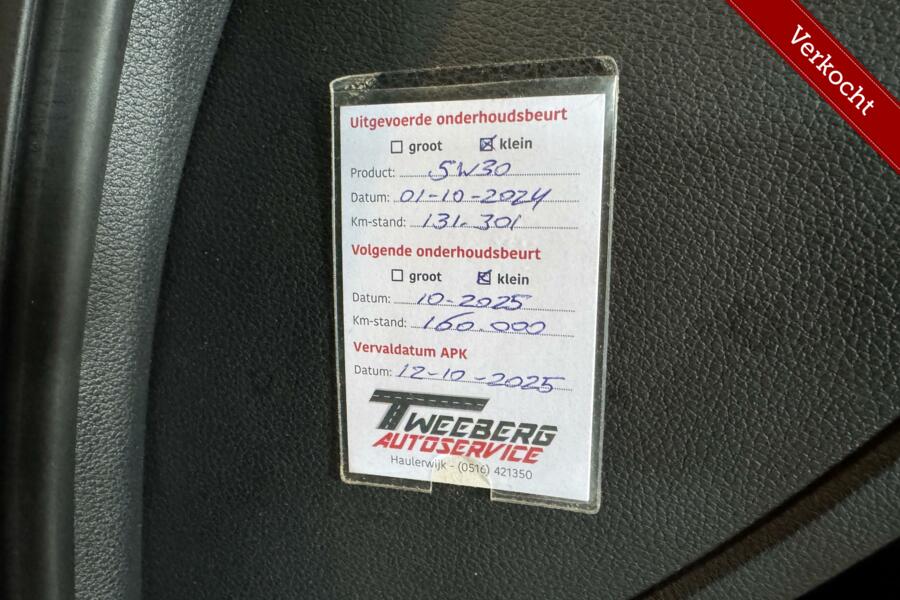 Verkocht
Uitgevoerde onderhoudsbeurt
groot klein
Product: 5W30
Datum: 01-10-2024
Km-stand: 131.301
Volgende onderhoudsbeurt
groot klein
Datum: 10-2025
Km-stand: 160.000
Vervaldatum APK
Datum: 12-10-2025
TWEEBERG
AUTOSERVICE
Haulerwijk - (0516) 421350